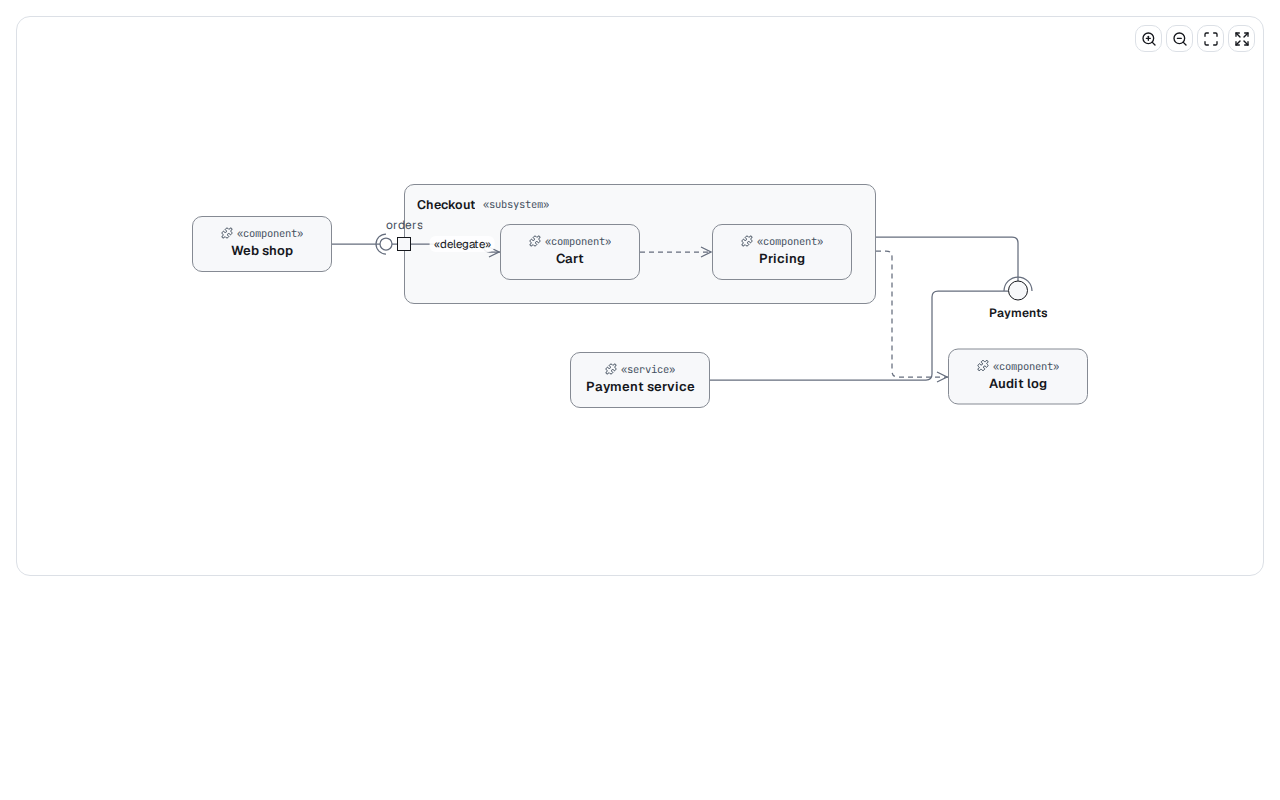 Checkout «subsystem»
orders
«component»
Web shop
«delegate»
«component»
Cart
«component»
Pricing
Payments
«service»
Payment service
«component»
Audit log